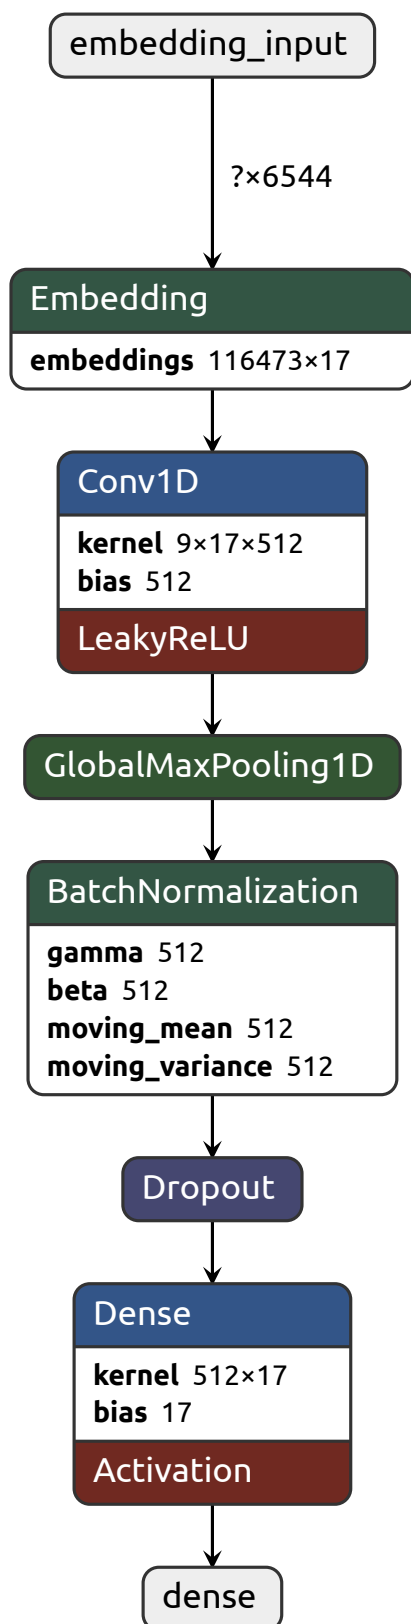 embedding_input
?×6544
Embedding
embeddings 116473×17
Conv1D
kernel 9×17×512
bias 512
LeakyReLU
GlobalMaxPooling1D
BatchNormalization
gamma 512
beta 512
moving_mean 512
moving_variance 512
Dropout
Dense
kernel 512×17
bias 17
Activation
dense